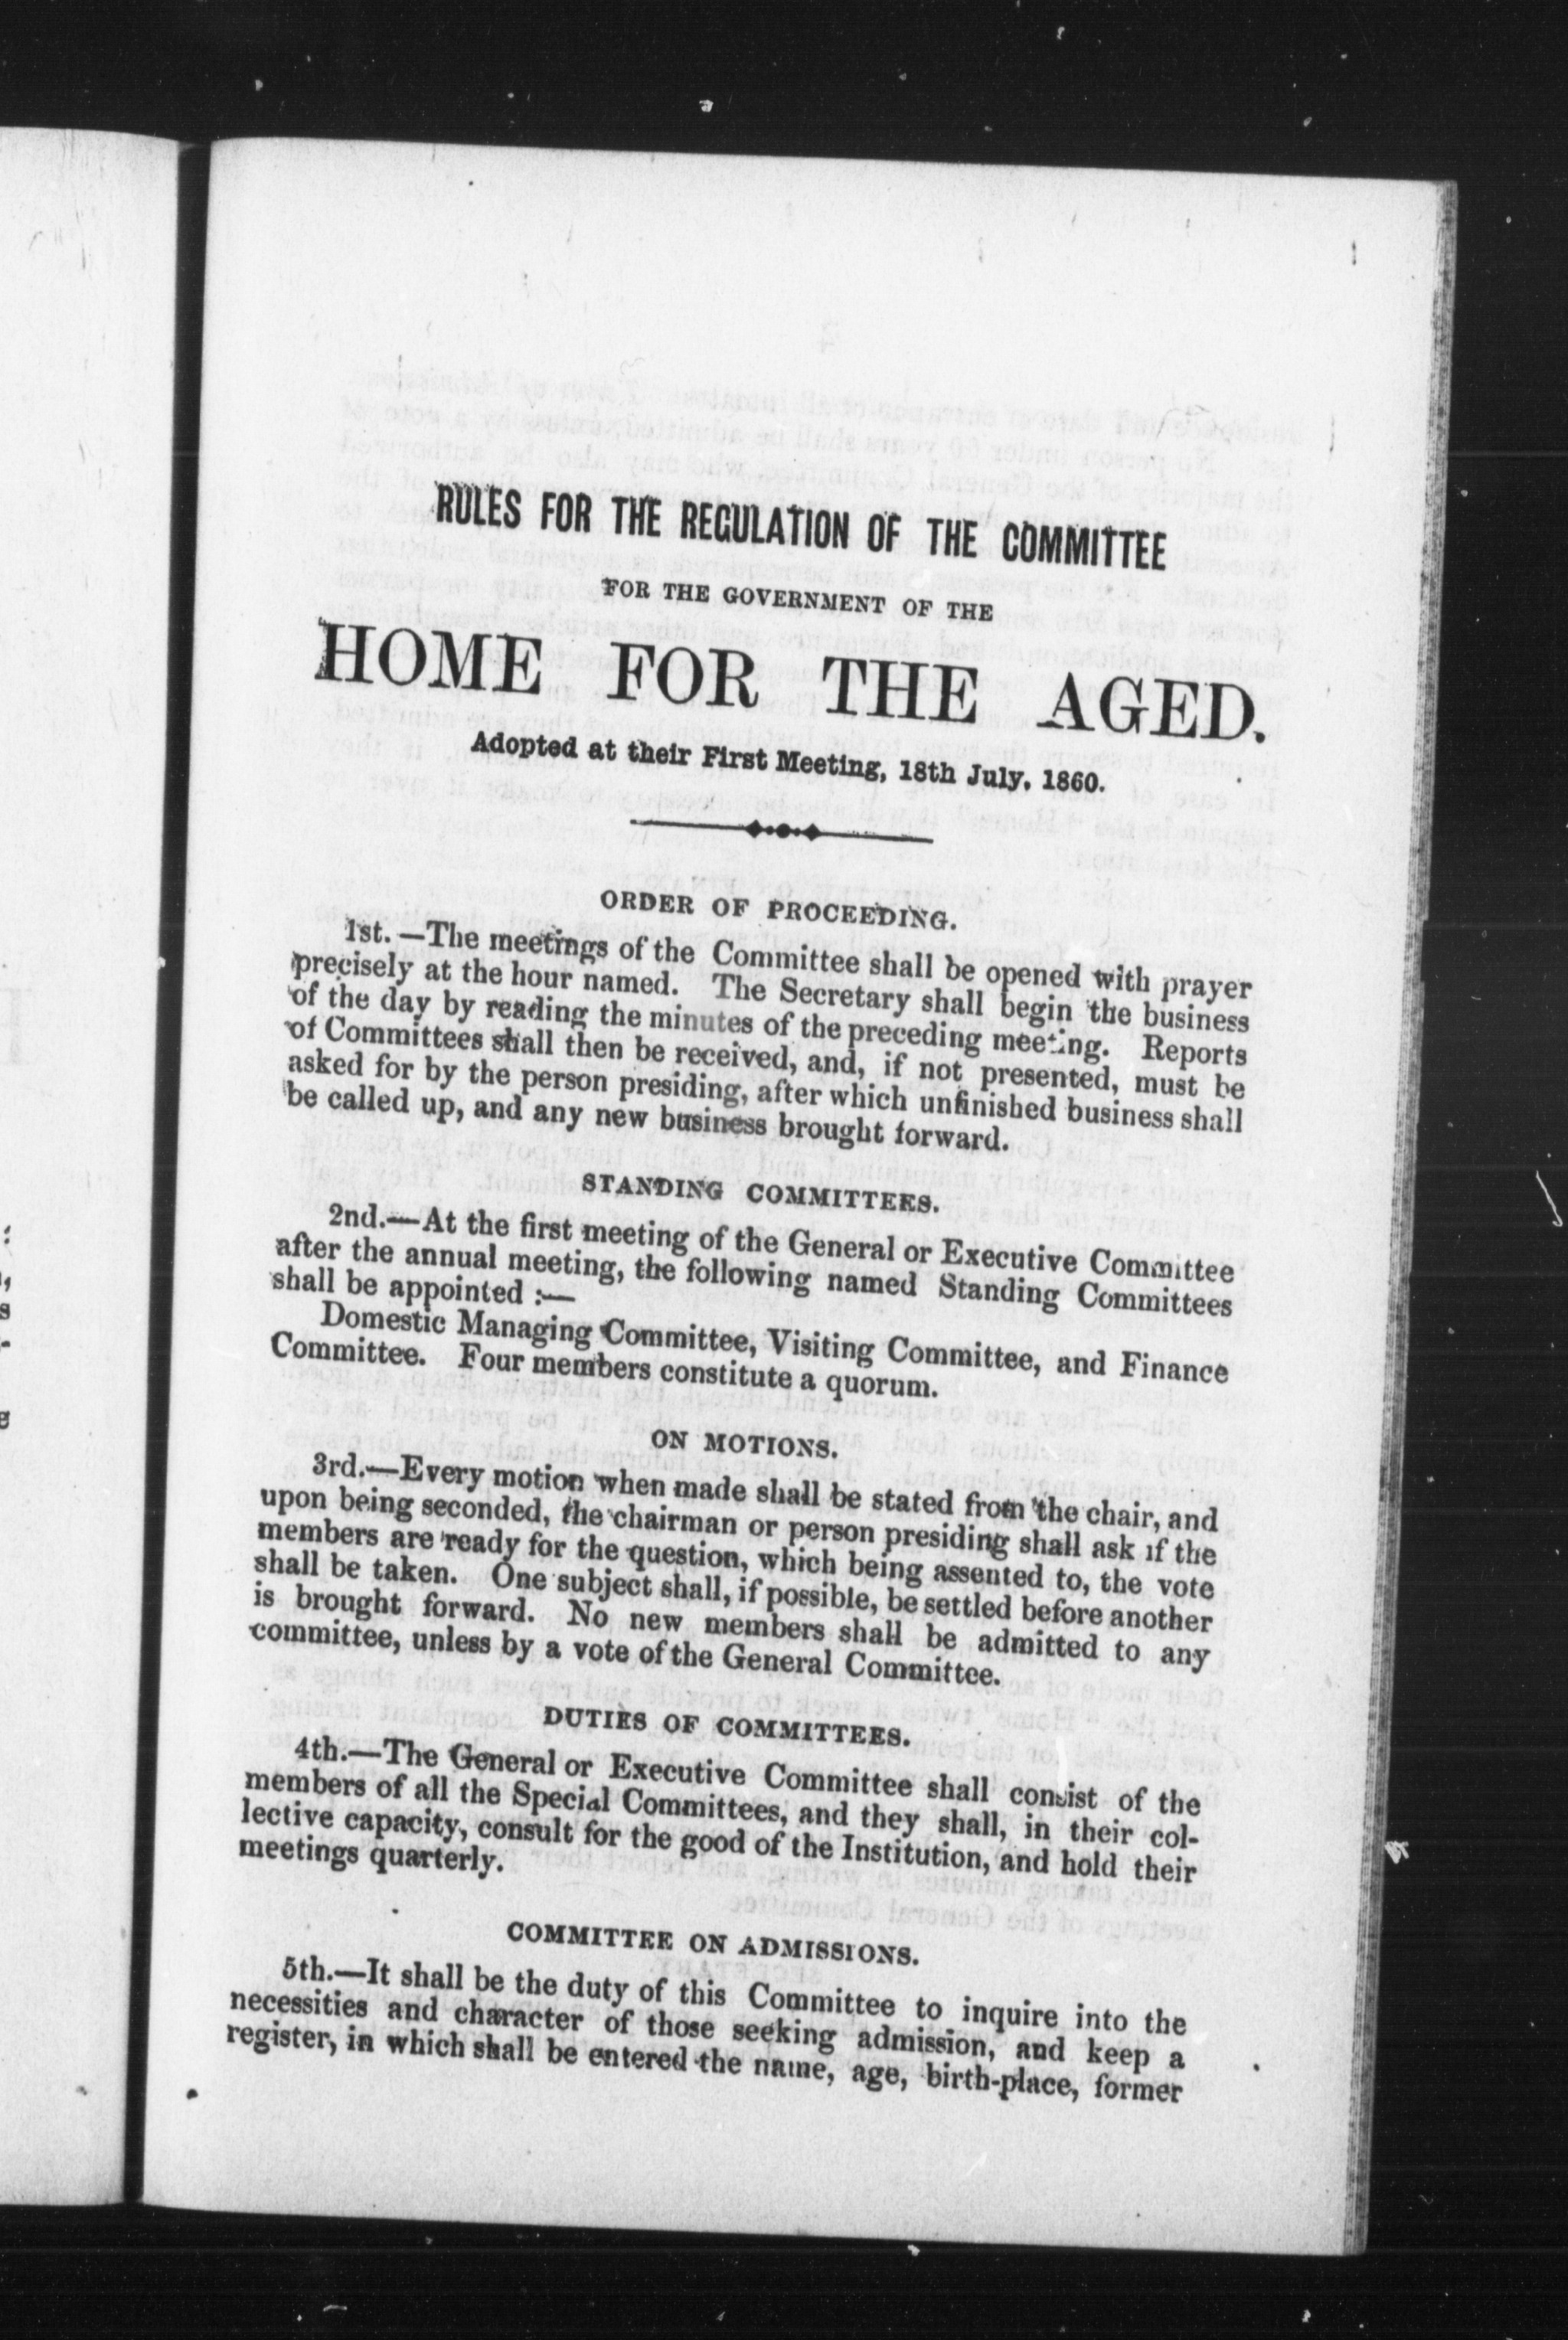 RULES FOR THE REGULATION OF THE COMMITTEE
FOR THE GOVERNMENT OF THE
HOME FOR THE AGED.
Adopted at their First Meeting, 18th July, 1860.
ORDER OF PROCEEDING.
1st.—The meetings of the Committee shall be opened with prayer
precisely at the hour named. The Secretary shall begin the business
of the day by reading the minutes of the preceding meeting. Reports
of Committees shall then be received, and, if not presented, must be
asked for by the person presiding, after which unfinished business shall
be called up, and any new business brought forward.
STANDING COMMITTEES.
2nd.—At the first meeting of the General or Executive Committee
after the annual meeting, the following named Standing Committees
shall be appointed :—
Domestic Managing Committee, Visiting Committee, and Finance
Committee. Four members constitute a quorum.
ON MOTIONS.
3rd.—Every motion when made shall be stated from the chair, and
upon being seconded, the chairman or person presiding shall ask if the
members are ready for the question, which being assented to, the vote
shall be taken. One subject shall, if possible, be settled before another
is brought forward. No new members shall be admitted to any
committee, unless by a vote of the General Committee.
DUTIES OF COMMITTEES.
4th.—The General or Executive Committee shall consist of the
members of all the Special Committees, and they shall, in their col-
lective capacity, consult for the good of the Institution, and hold their
meetings quarterly.
COMMITTEE ON ADMISSIONS.
5th.—It shall be the duty of this Committee to inquire into the
necessities and character of those seeking admission, and keep a
register, in which shall be entered the name, age, birth-place, former